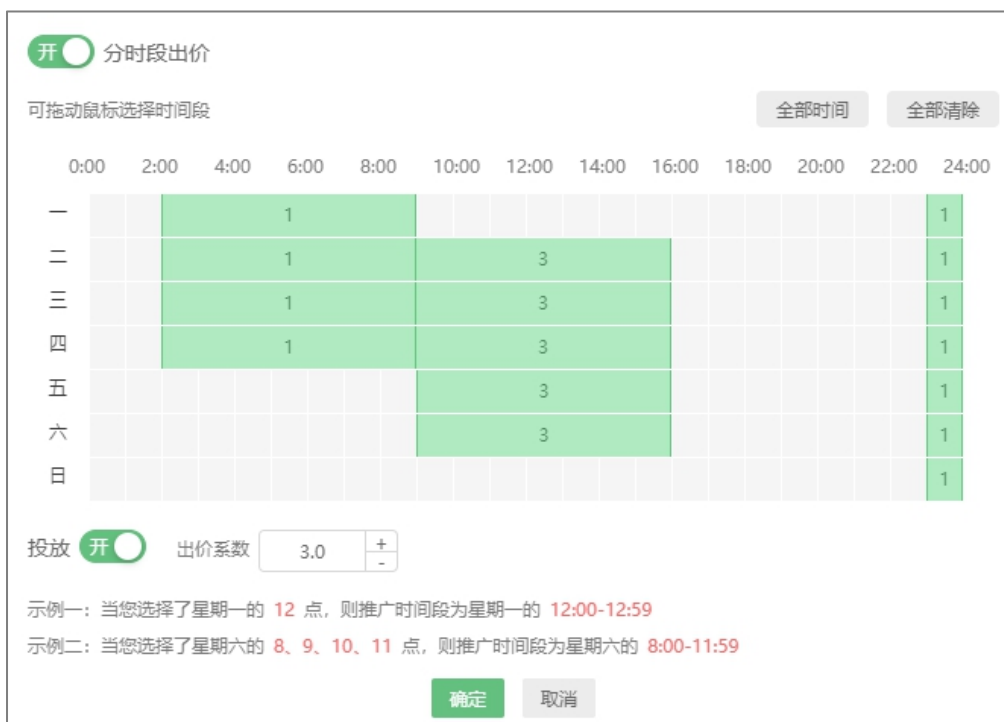 开 分时段出价
可拖动鼠标选择时间段 全部时间 全部清除
0:00 2:00 4:00 6:00 8:00 10:00 12:00 14:00 16:00 18:00 20:00 22:00 24:00
一 1 1
二 1 3 1
三 1 3 1
四 1 3 1
五 3 1
六 3 1
日 1
投放 开 出价系数 3.0 + -
示例一：当您选择了星期一的 12 点，则推广时间段为星期一的 12:00-12:59
示例二：当您选择了星期六的 8、9、10、11 点，则推广时间段为星期六的 8:00-11:59
确定 取消